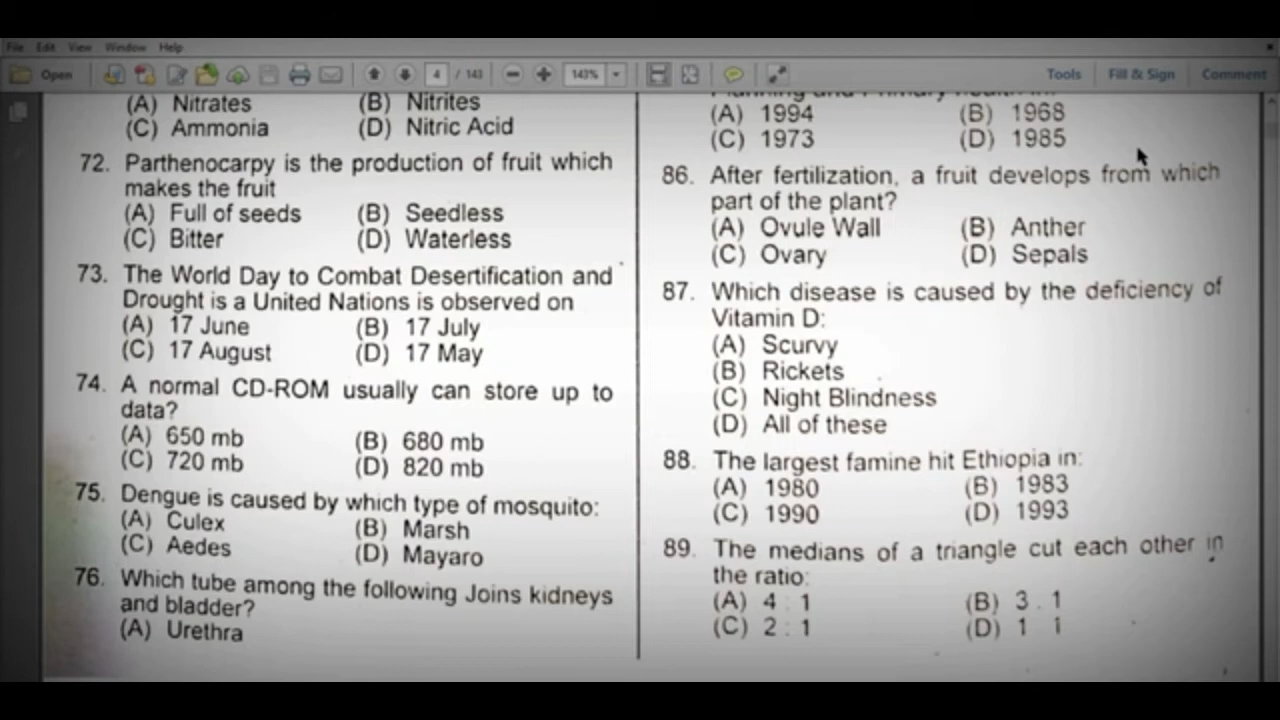 File Edit View Window Help
Open 4 / 143 143% Tools Fill & Sign Comment
(A) Nitrates (B) Nitrites
(C) Ammonia (D) Nitric Acid
72. Parthenocarpy is the production of fruit which
makes the fruit
(A) Full of seeds (B) Seedless
(C) Bitter (D) Waterless
73. The World Day to Combat Desertification and
Drought is a United Nations is observed on
(A) 17 June (B) 17 July
(C) 17 August (D) 17 May
74. A normal CD-ROM usually can store up to
data?
(A) 650 mb (B) 680 mb
(C) 720 mb (D) 820 mb
75. Dengue is caused by which type of mosquito:
(A) Culex (B) Marsh
(C) Aedes (D) Mayaro
76. Which tube among the following Joins kidneys
and bladder?
(A) Urethra
(A) 1994 (B) 1968
(C) 1973 (D) 1985
86. After fertilization, a fruit develops from which
part of the plant?
(A) Ovule Wall (B) Anther
(C) Ovary (D) Sepals
87. Which disease is caused by the deficiency of
Vitamin D:
(A) Scurvy
(B) Rickets
(C) Night Blindness
(D) All of these
88. The largest famine hit Ethiopia in:
(A) 1980 (B) 1983
(C) 1990 (D) 1993
89. The medians of a triangle cut each other in
the ratio:
(A) 4 : 1 (B) 3 . 1
(C) 2 : 1 (D) 1 1